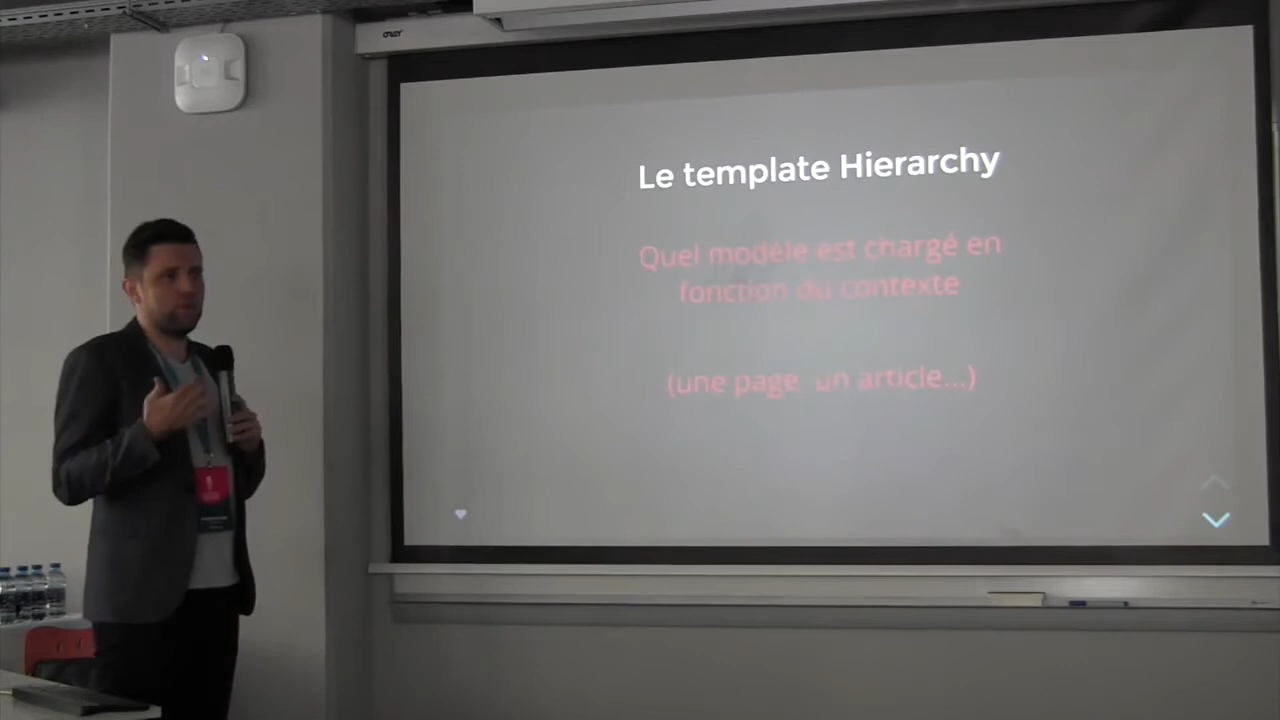 Le template Hierarchy
Quel modèle est chargé en
fonction du contexte
(une page un article...)